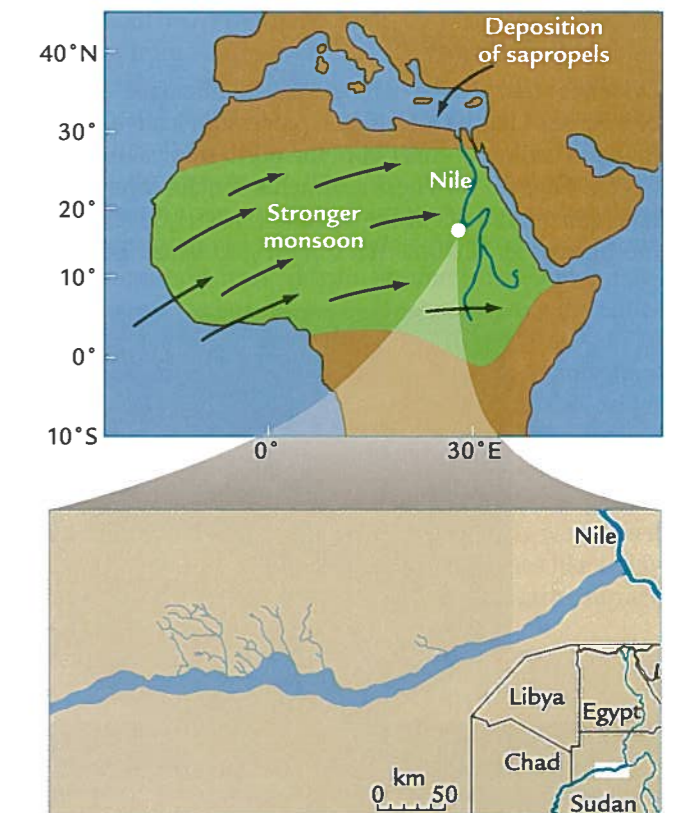 Deposition
of sapropels
40°N
30°
20°
10°
0°
10°S
Nile
Stronger
monsoon
0°
30°E
Nile
Libya
Egypt
Chad
Sudan
km
0 50